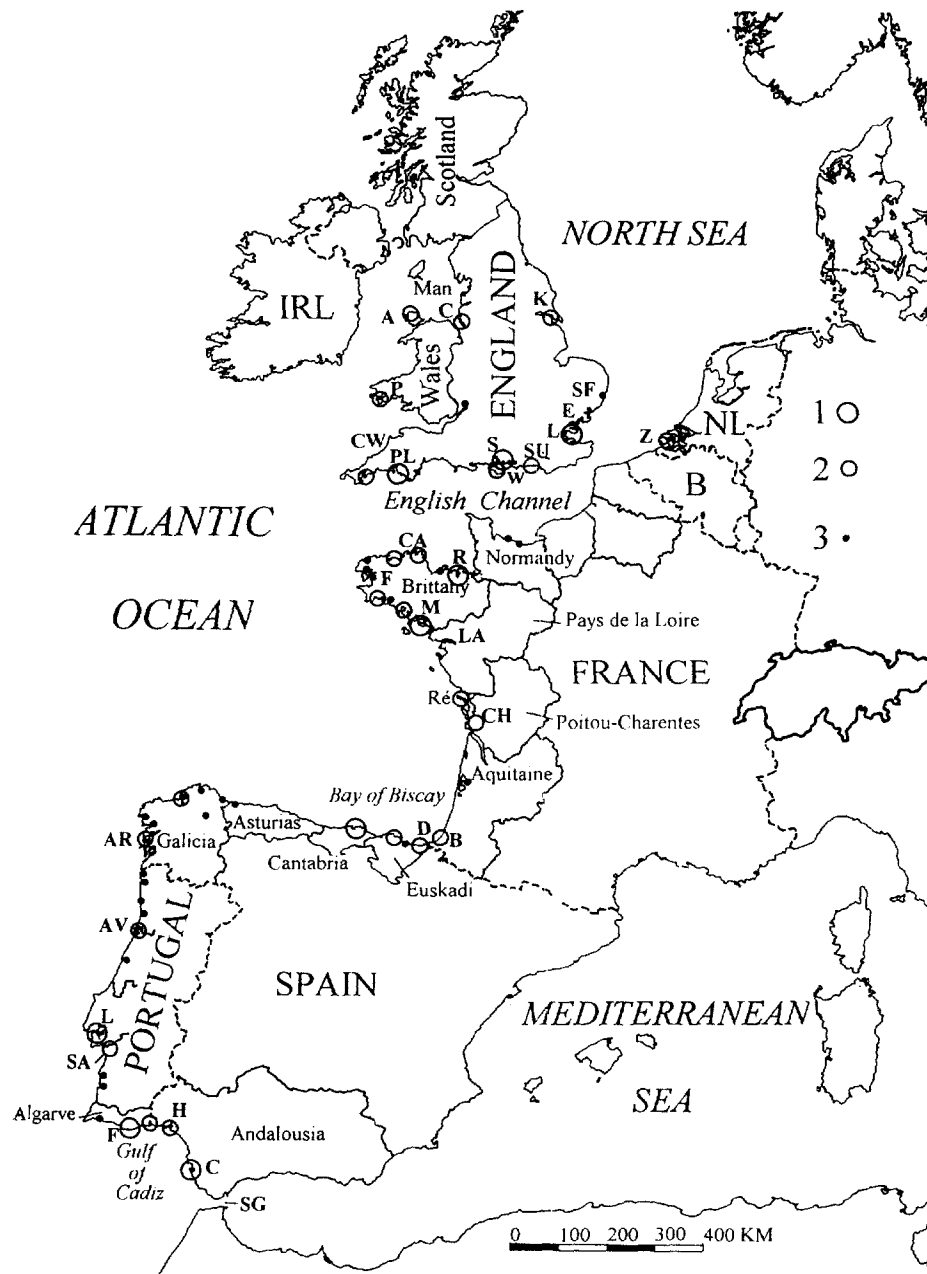 Scotland
NORTH SEA
Man
IRL
A
C
K
ENGLAND
Wales
P
SF
E
L
NL
Z
1
CW
PL
S
SU
W
B
2
English Channel
ATLANTIC
OCEAN
3
CA
R
Normandy
F
Brittany
M
LA
Pays de la Loire
FRANCE
Ré
CH
Poitou-Charentes
Aquitaine
Bay of Biscay
AR
Galicia
Asturias
D
B
Cantabria
Euskadi
AV
PORTUGAL
SPAIN
MEDITERRANEAN
SEA
L
SA
Algarve
F
H
Andalousia
Gulf
of
Cadiz
C
SG
0 100 200 300 400 KM